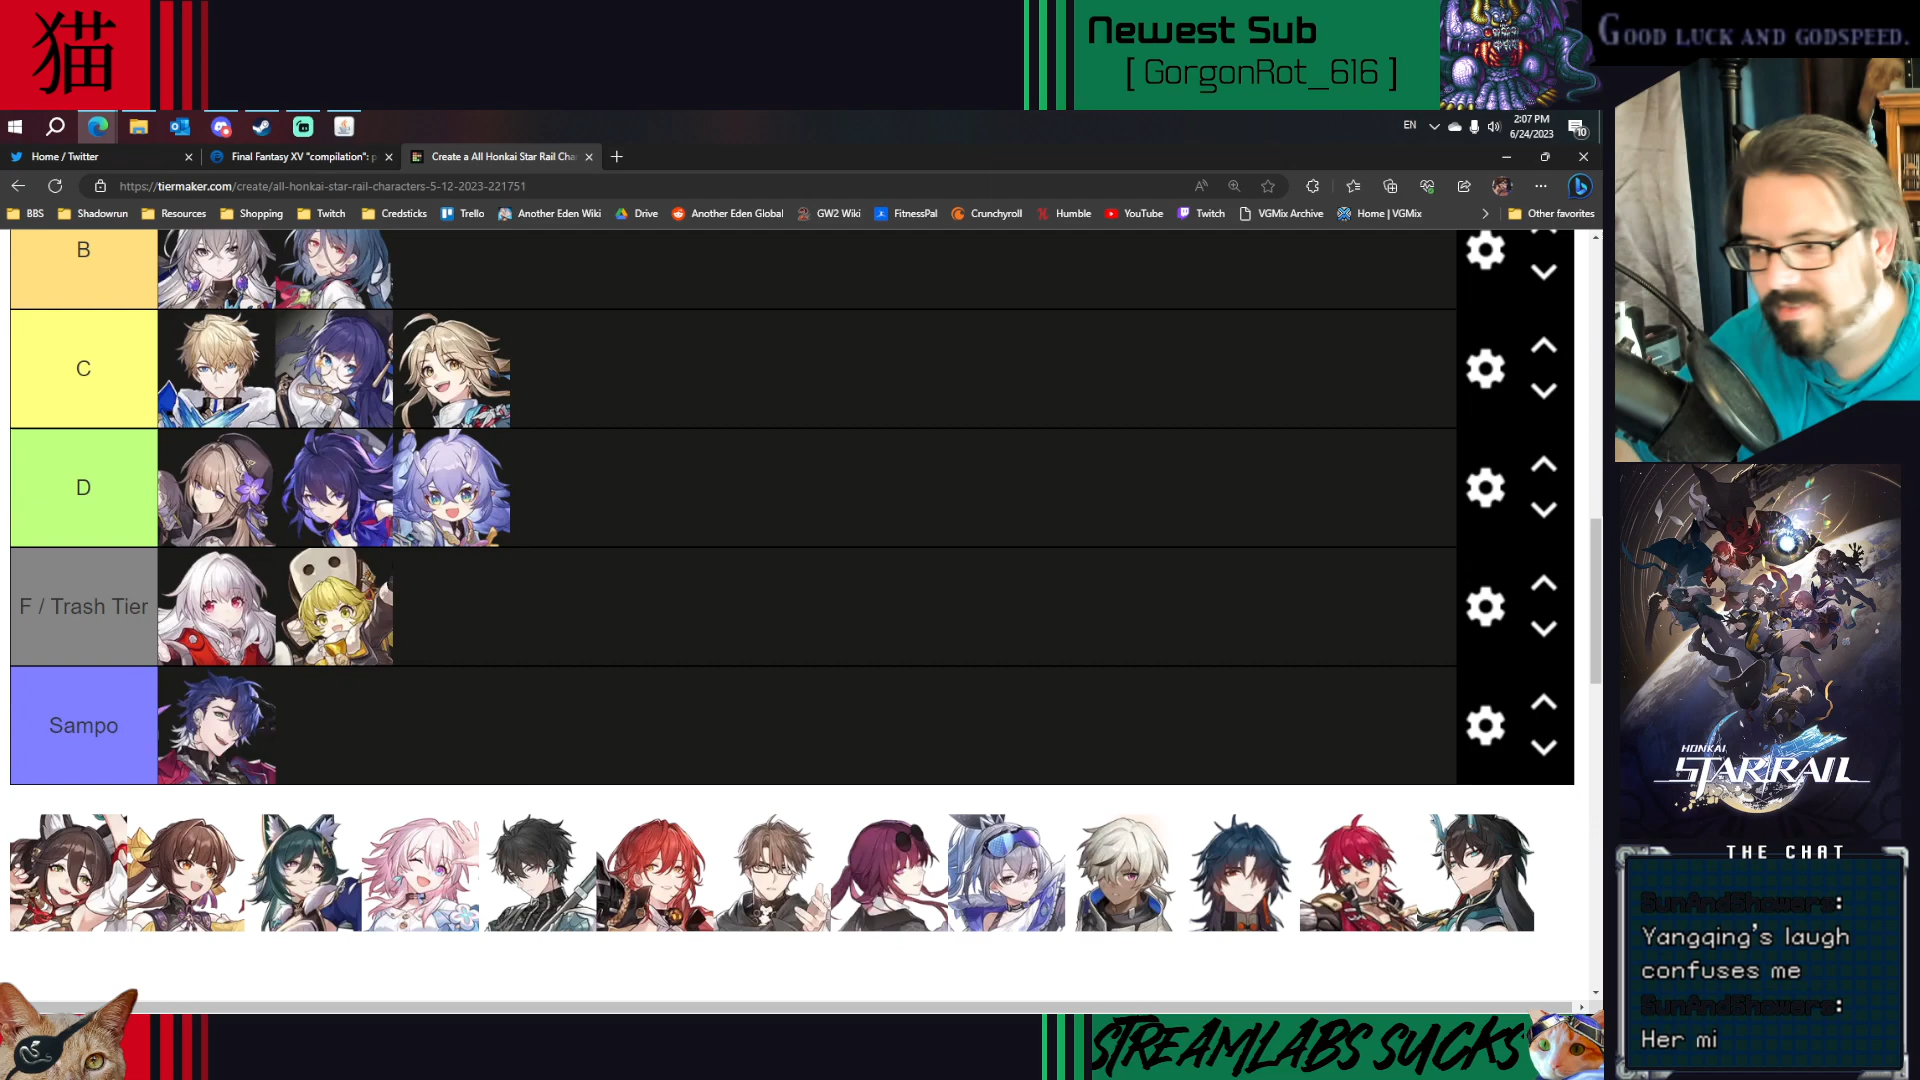 猫
Newest Sub
[ GorgonRot_616 ]
GOOD LUCK AND GODSPEED.
EN
2:07 PM
6/24/2023
10
Home / Twitter
Final Fantasy XV "compilation": p
Create a All Honkai Star Rail Cha
https://tiermaker.com/create/all-honkai-star-rail-characters-5-12-2023-221751
BBS
Shadowrun
Resources
Shopping
Twitch
Credsticks
Trello
Another Eden Wiki
Drive
Another Eden Global
GW2 Wiki
FitnessPal
Crunchyroll
Humble
YouTube
Twitch
VGMix Archive
Home | VGMix
Other favorites
B
C
D
F / Trash Tier
Sampo
HONKAI
STAR RAIL
THE CHAT
SunAndShowers:
Yangqing's laugh
confuses me
SunAndShowers:
Her mi
STREAMLABS SUCKS